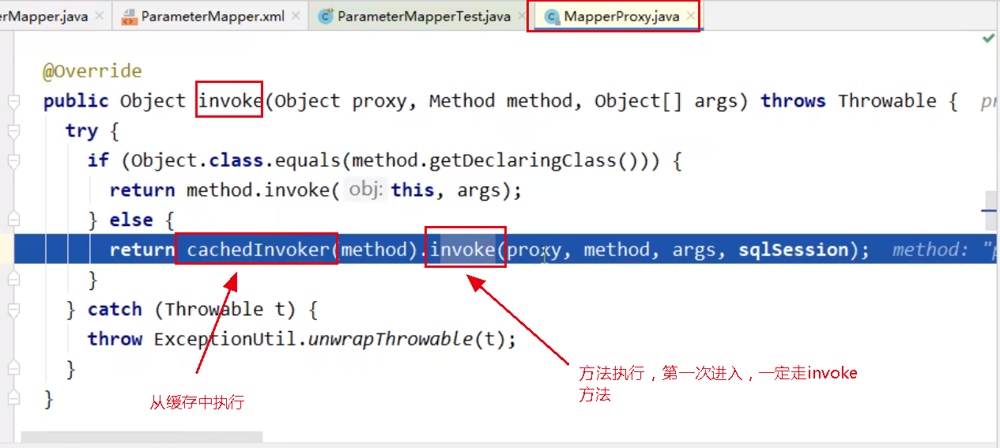 erMapper.java ParameterMapper.xml ParameterMapperTest.java MapperProxy.java
@Override
public Object invoke(Object proxy, Method method, Object[] args) throws Throwable {
try {
if (Object.class.equals(method.getDeclaringClass())) {
return method.invoke( obj: this, args);
} else {
return cachedInvoker(method).invoke(proxy, method, args, sqlSession); method: "
}
} catch (Throwable t) {
throw ExceptionUtil.unwrapThrowable(t);
}
}
从缓存中执行
方法执行，第一次进入，一定走invoke
方法